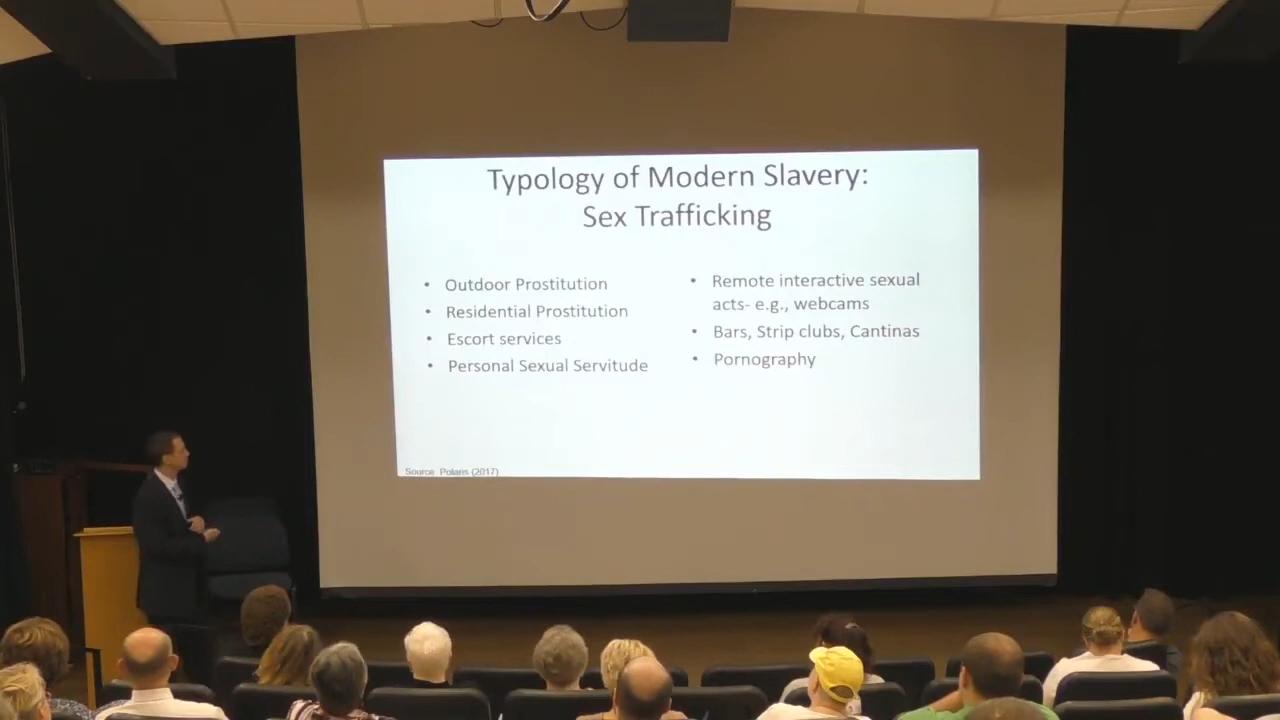 Typology of Modern Slavery:
Sex Trafficking
• Outdoor Prostitution
• Residential Prostitution
• Escort services
• Personal Sexual Servitude
• Remote interactive sexual
acts- e.g., webcams
• Bars, Strip clubs, Cantinas
• Pornography
Source Polaris (2017)